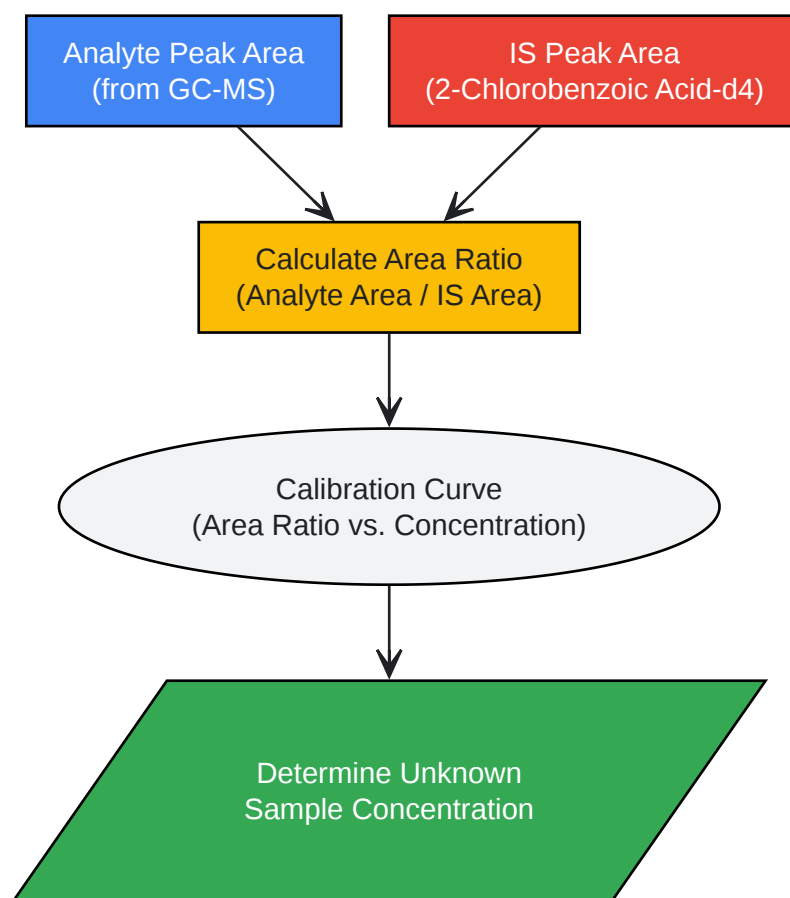 Analyte Peak Area
(from GC-MS)
IS Peak Area
(2-Chlorobenzoic Acid-d4)
Calculate Area Ratio
(Analyte Area / IS Area)
Calibration Curve
(Area Ratio vs. Concentration)
Determine Unknown
Sample Concentration